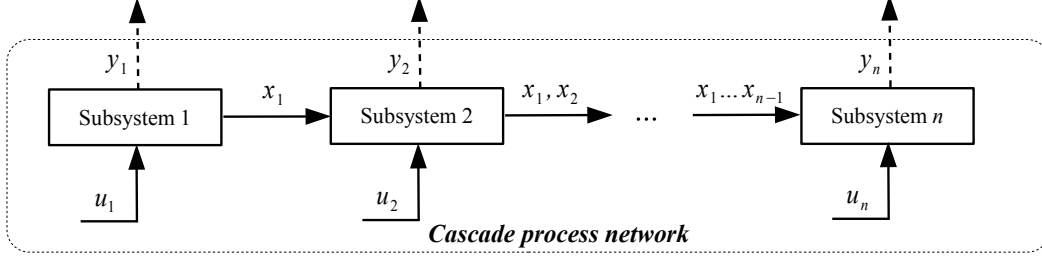 y₁ y₂ yₙ
x₁ x₁, x₂ x₁...xₙ₋₁
Subsystem 1 Subsystem 2 ... Subsystem n
u₁ u₂ uₙ
Cascade process network